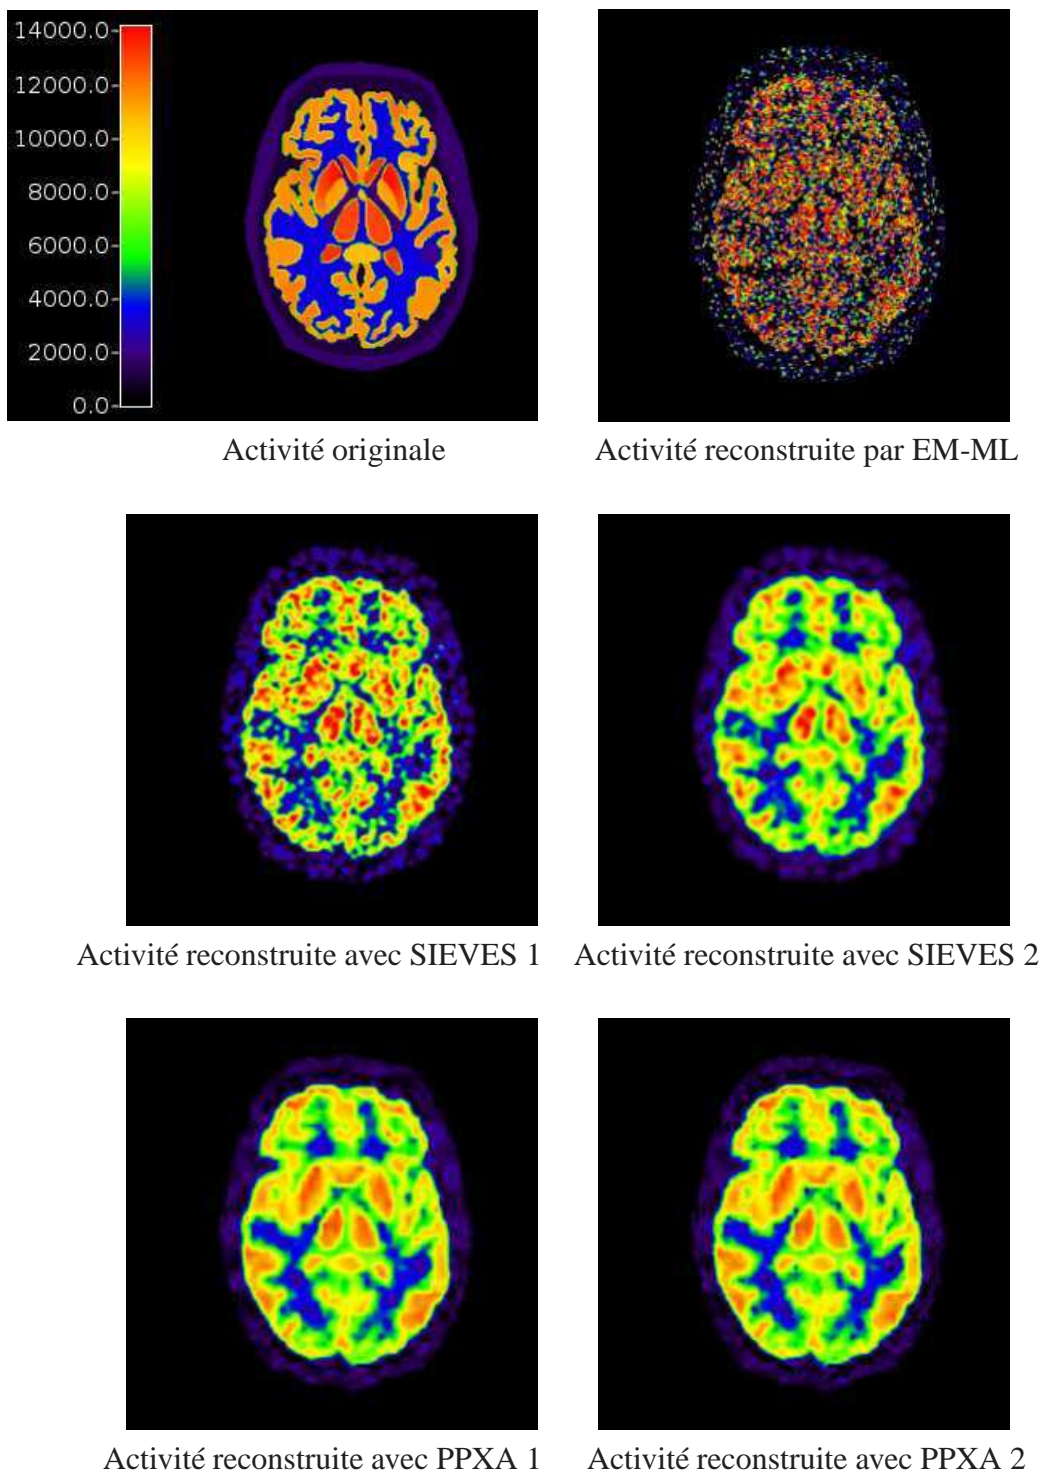 14000.0
12000.0
10000.0
8000.0
6000.0
4000.0
2000.0
0.0
Activité originale
Activité reconstruite par EM-ML
Activité reconstruite avec SIEVES 1
Activité reconstruite avec SIEVES 2
Activité reconstruite avec PPXA 1
Activité reconstruite avec PPXA 2